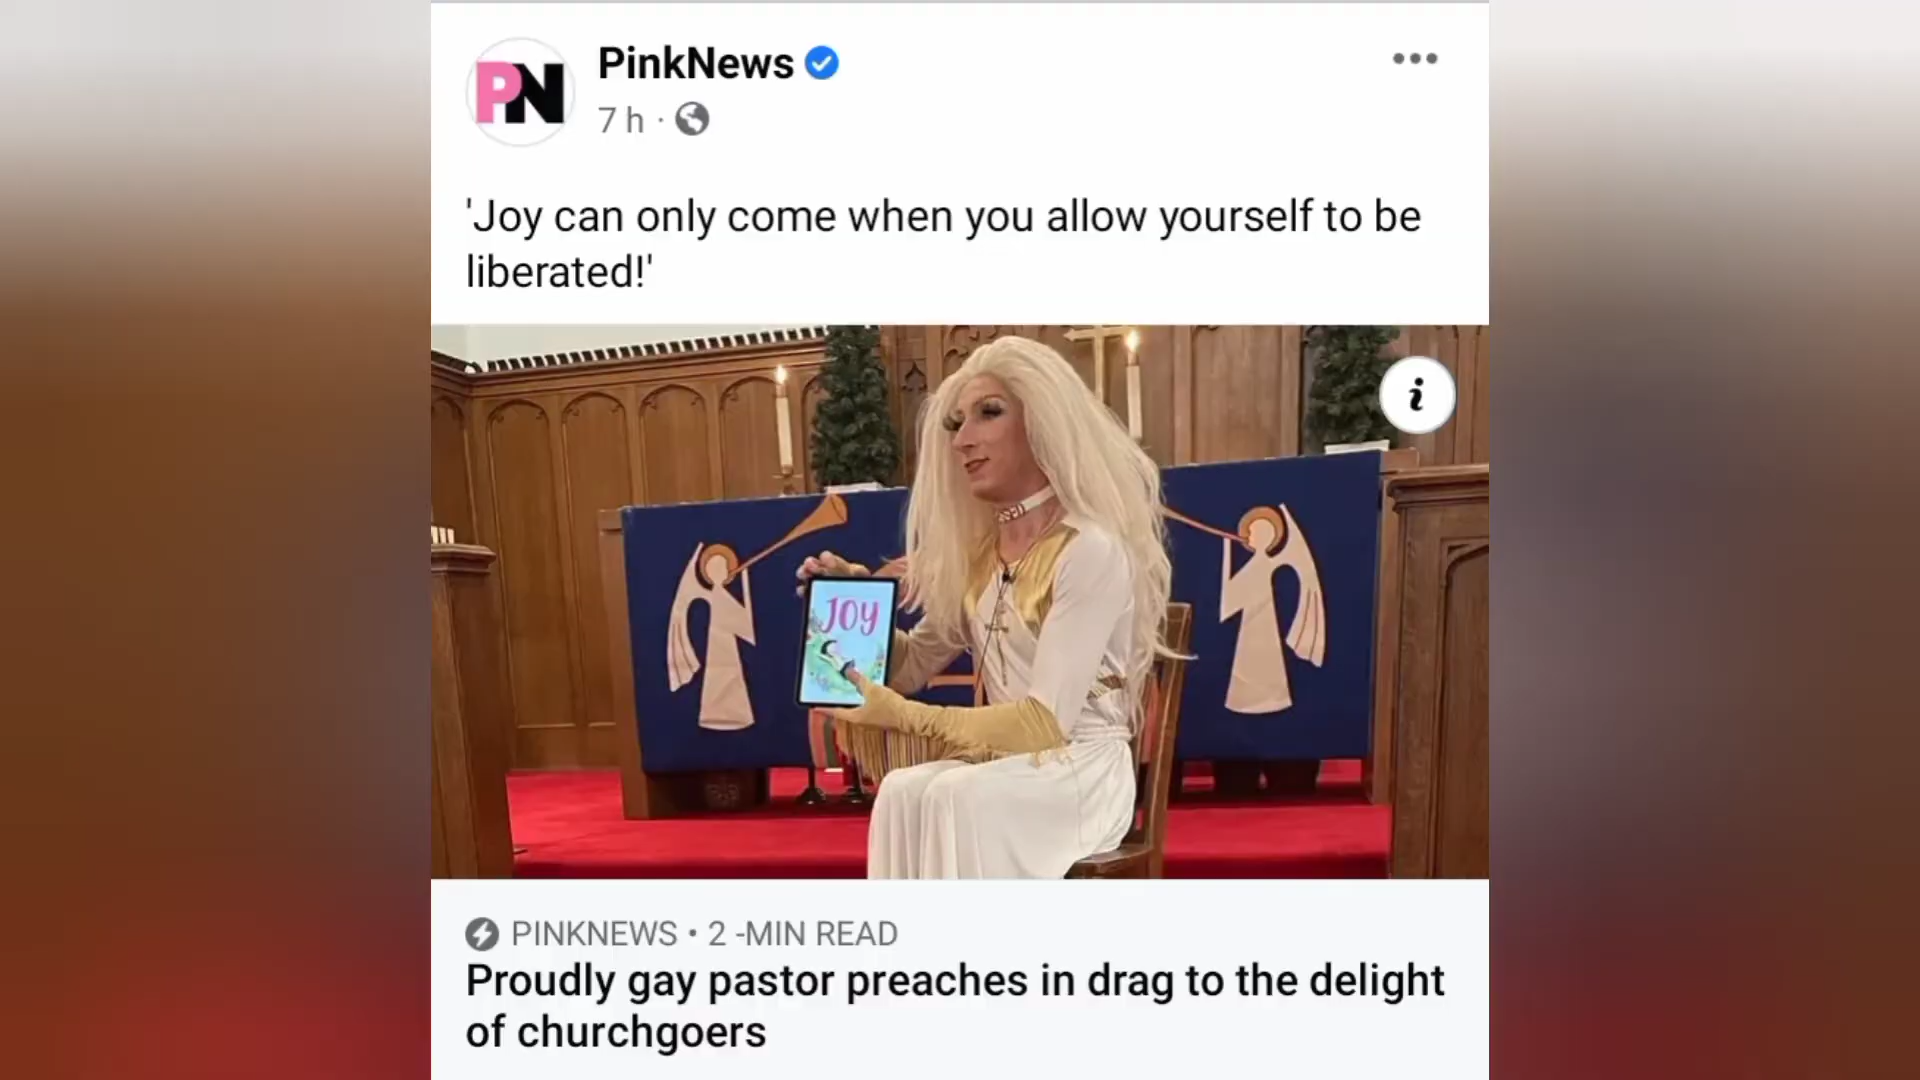 PN
PinkNews
7 h ·
'Joy can only come when you allow yourself to be
liberated!'
i
JOY
PINKNEWS • 2 -MIN READ
Proudly gay pastor preaches in drag to the delight
of churchgoers